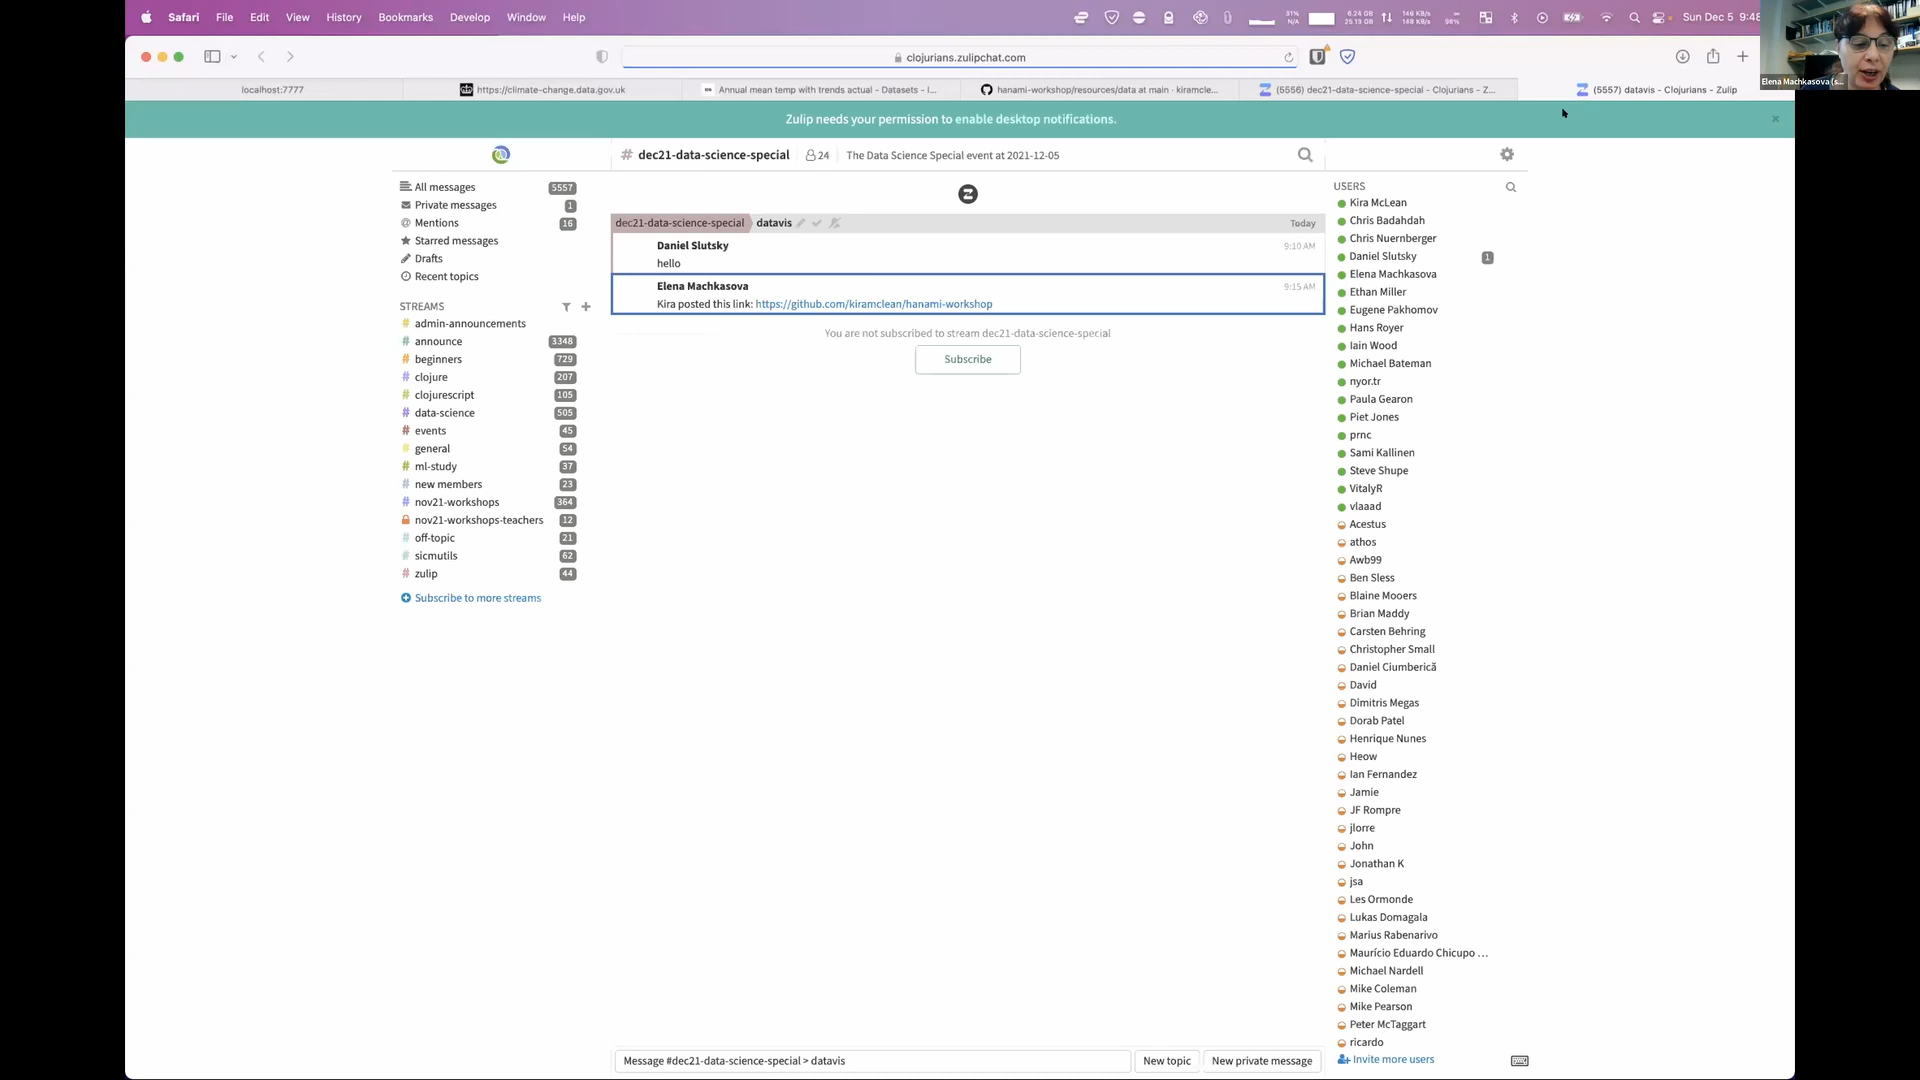 Safari File Edit View History Bookmarks Develop Window Help
31% N/A 6.24 GB 25.13 GB 146 KB/s 148 KB/s 96% Sun Dec 5 9:48
clojurians.zulipchat.com
localhost:7777
https://climate-change.data.gov.uk
Annual mean temp with trends actual - Datasets - I...
hanami-workshop/resources/data at main · kiramcle...
(5556) dec21-data-science-special - Clojurians - Z...
(5557) datavis - Clojurians - Zulip
Elena Machkasova (s...
Zulip needs your permission to enable desktop notifications.
# dec21-data-science-special 24 The Data Science Special event at 2021-12-05
All messages 5557
Private messages 1
Mentions 16
Starred messages
Drafts
Recent topics
STREAMS
# admin-announcements
# announce 3348
# beginners 729
# clojure 207
# clojurescript 105
# data-science 505
# events 45
# general 54
# ml-study 37
# new members 23
# nov21-workshops 364
nov21-workshops-teachers 12
# off-topic 21
# sicmutils 62
# zulip 44
Subscribe to more streams
dec21-data-science-special datavis Today
Daniel Slutsky 9:10 AM
hello
Elena Machkasova 9:15 AM
Kira posted this link: https://github.com/kiramclean/hanami-workshop
You are not subscribed to stream dec21-data-science-special
Subscribe
Message #dec21-data-science-special > datavis
New topic
New private message
USERS
Kira McLean
Chris Badahdah
Chris Nuernberger
Daniel Slutsky 1
Elena Machkasova
Ethan Miller
Eugene Pakhomov
Hans Royer
Iain Wood
Michael Bateman
nyor.tr
Paula Gearon
Piet Jones
prnc
Sami Kallinen
Steve Shupe
VitalyR
vlaaad
Acestus
athos
Awb99
Ben Sless
Blaine Mooers
Brian Maddy
Carsten Behring
Christopher Small
Daniel Ciumberică
David
Dimitris Megas
Dorab Patel
Henrique Nunes
Heow
Ian Fernandez
Jamie
JF Rompre
jlorre
John
Jonathan K
jsa
Les Ormonde
Lukas Domagala
Marius Rabenarivo
Maurício Eduardo Chicupo ...
Michael Nardell
Mike Coleman
Mike Pearson
Peter McTaggart
ricardo
Invite more users